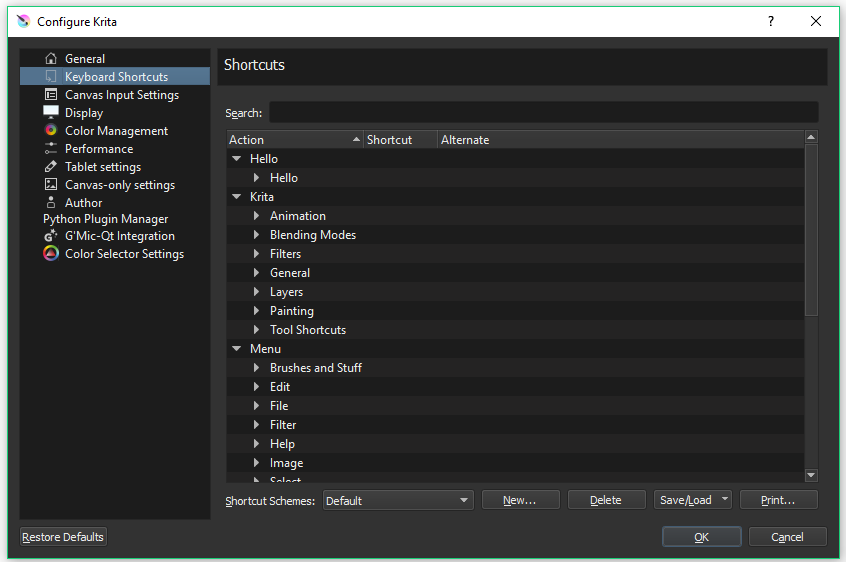 Configure Krita
?
General
Keyboard Shortcuts
Canvas Input Settings
Display
Color Management
Performance
Tablet settings
Canvas-only settings
Author
Python Plugin Manager
G'Mic-Qt Integration
Color Selector Settings
Shortcuts
Search:
Action Shortcut Alternate
Hello
Hello
Krita
Animation
Blending Modes
Filters
General
Layers
Painting
Tool Shortcuts
Menu
Brushes and Stuff
Edit
File
Filter
Help
Image
Select
Shortcut Schemes: Default New... Delete Save/Load Print...
Restore Defaults OK Cancel